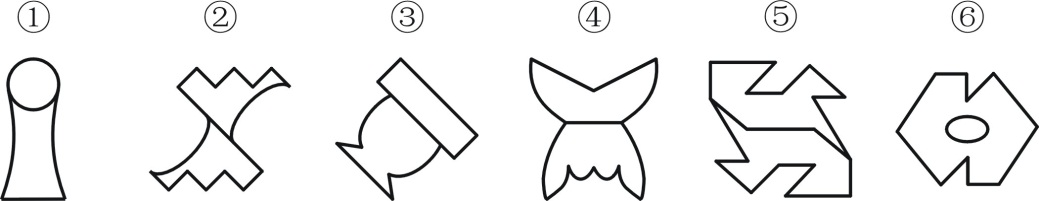 ① ② ③ ④ ⑤ ⑥